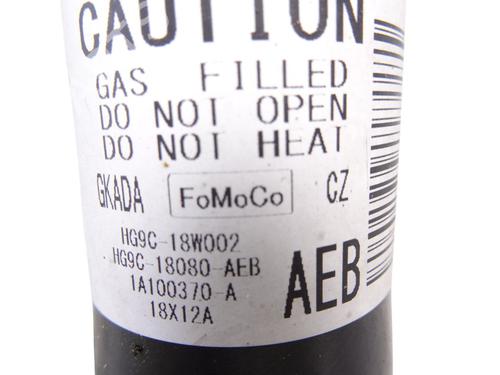 CAUTION
GAS FILLED
DO NOT OPEN
DO NOT HEAT
GKADA FoMoCo CZ
HG9C-18W002
HG9C-18080-AEB
1A100370-A
18X12A
AEB